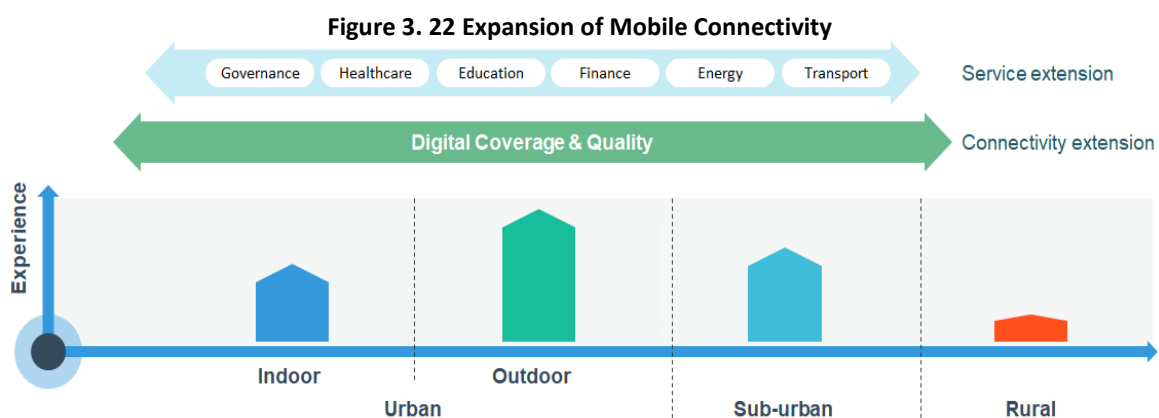 Figure 3. 22 Expansion of Mobile Connectivity
Governance Healthcare Education Finance Energy Transport
Service extension
Digital Coverage & Quality
Connectivity extension
Experience
Indoor Outdoor
Urban Sub-urban Rural